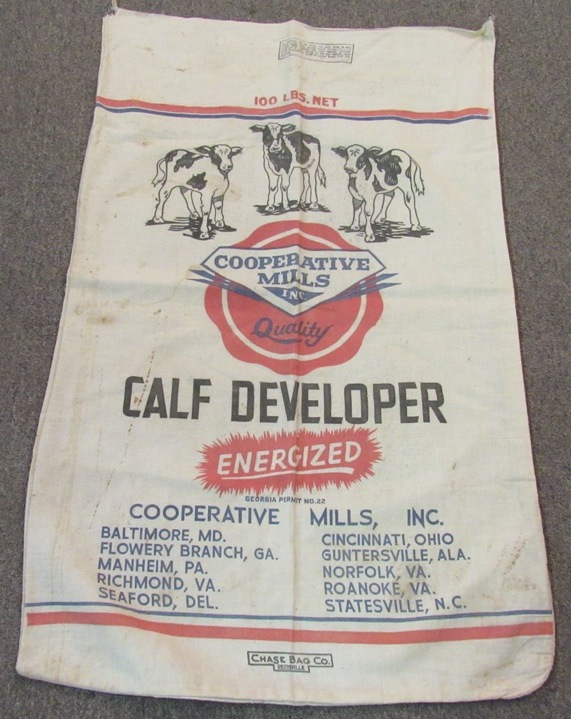 100 LBS. NET
COOPERATIVE
MILLS
INC.
Quality
CALF DEVELOPER
ENERGIZED
GEORGIA PERMIT NO. 22
COOPERATIVE MILLS, INC.
BALTIMORE, MD.
FLOWERY BRANCH, GA.
MANHEIM, PA.
RICHMOND, VA.
SEAFORD, DEL.
CINCINNATI, OHIO
GUNTERSVILLE, ALA.
NORFOLK, VA.
ROANOKE, VA.
STATESVILLE, N.C.
CHASE BAG CO.
REIDSVILLE